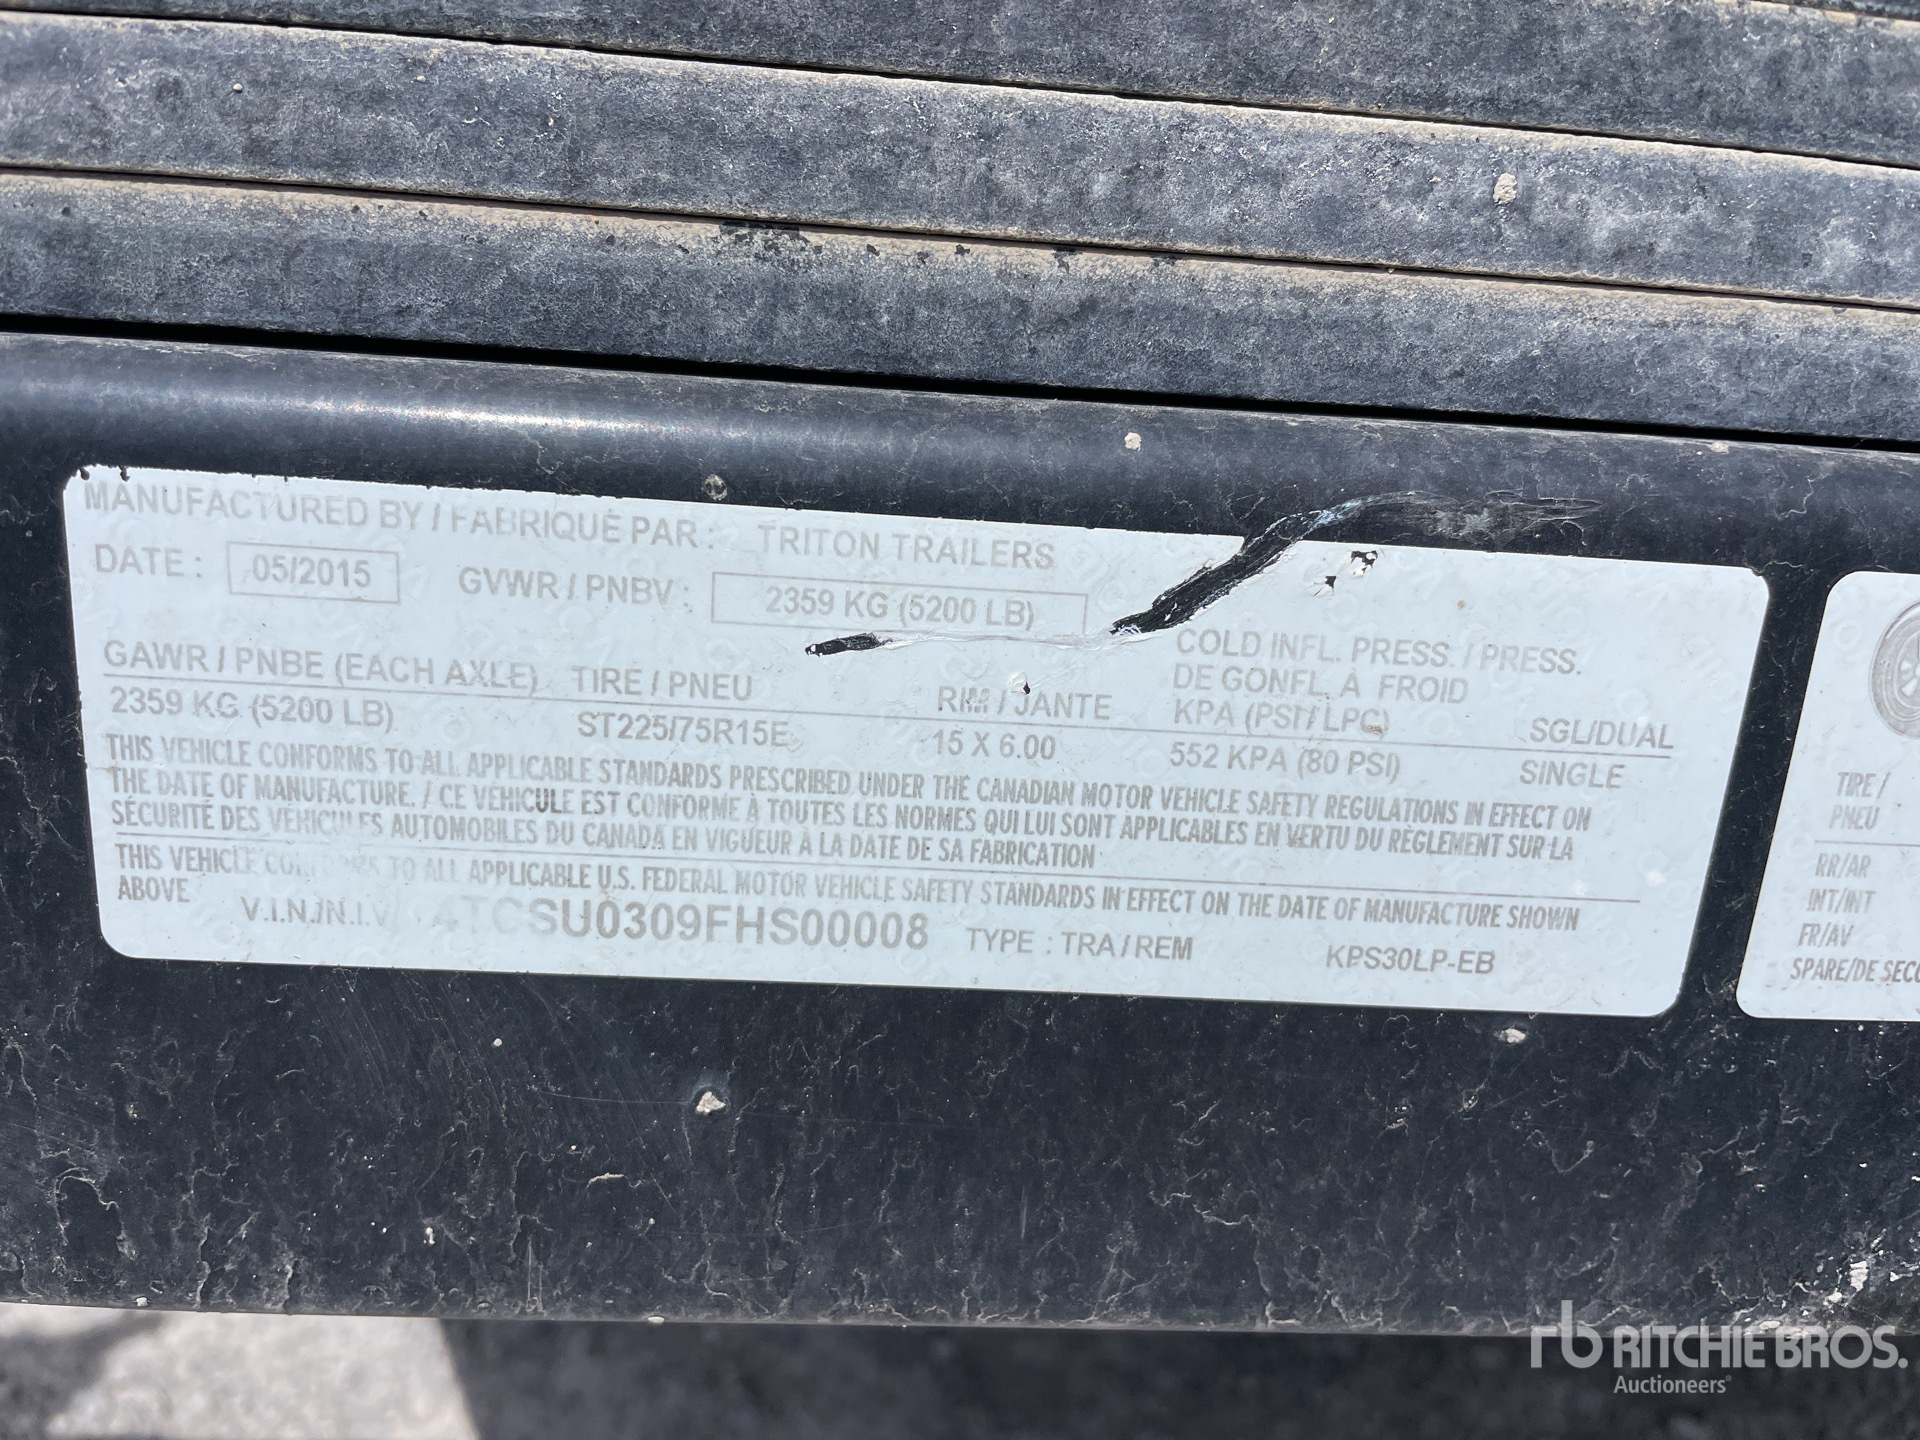 MANUFACTURED BY / FABRIQUÉ PAR : TRITON TRAILERS
DATE : 05/2015 GVWR / PNBV : 2359 KG (5200 LB)
GAWR / PNBE (EACH AXLE) TIRE / PNEU RIM / JANTE COLD INFL. PRESS. / PRESS.
DE GONFL. À FROID
KPA (PSI / LPC) SGL/DUAL
2359 KG (5200 LB) ST225/75R15E 15 X 6.00 552 KPA (80 PSI) SINGLE
THIS VEHICLE CONFORMS TO ALL APPLICABLE STANDARDS PRESCRIBED UNDER THE CANADIAN MOTOR VEHICLE SAFETY REGULATIONS IN EFFECT ON
THE DATE OF MANUFACTURE. / CE VÉHICULE EST CONFORME À TOUTES LES NORMES QUI LUI SONT APPLICABLES EN VERTU DU RÈGLEMENT SUR LA
SÉCURITÉ DES VÉHICULES AUTOMOBILES DU CANADA EN VIGUEUR À LA DATE DE SA FABRICATION
THIS VEHICLE CONFORMS TO ALL APPLICABLE U.S. FEDERAL MOTOR VEHICLE SAFETY STANDARDS IN EFFECT ON THE DATE OF MANUFACTURE SHOWN
ABOVE
V.I.N./N.I.V. 4TCSU0309FHS00008 TYPE : TRA / REM KPS30LP-EB
TIRE /
PNEU
RR/AR
INT/INT
FR/AV
SPARE/DE
rb RITCHIE BROS.
Auctioneers